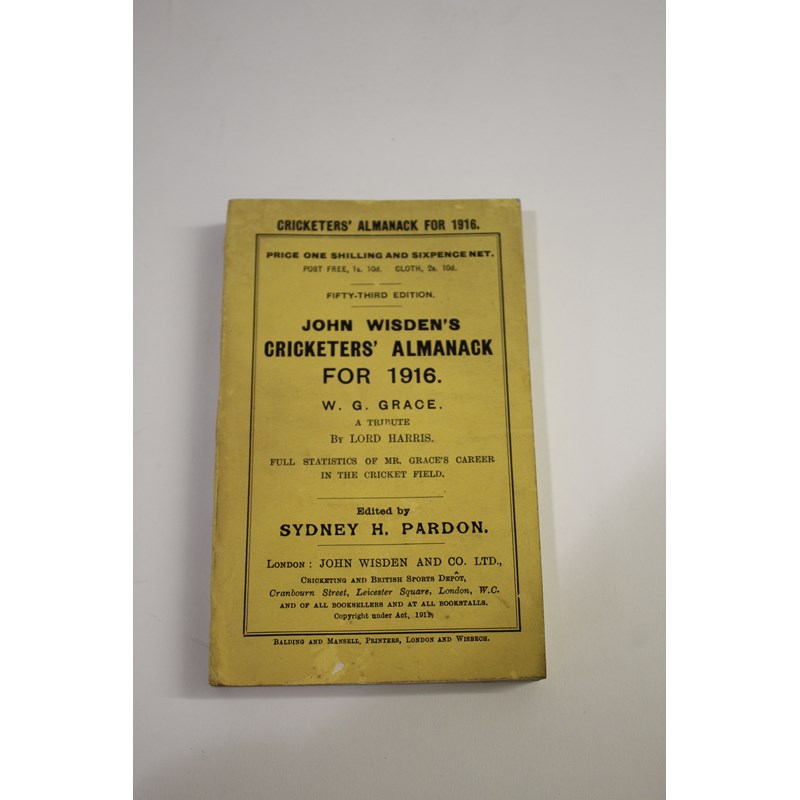 CRICKETERS' ALMANACK FOR 1916.
PRICE ONE SHILLING AND SIXPENCE NET.
POST FREE, 1s. 10d. CLOTH, 2s. 10d.
FIFTY-THIRD EDITION.
JOHN WISDEN'S
CRICKETERS' ALMANACK
FOR 1916.
W. G. GRACE.
A TRIBUTE
BY LORD HARRIS.
FULL STATISTICS OF MR. GRACE'S CAREER
IN THE CRICKET FIELD.
Edited by
SYDNEY H. PARDON.
LONDON: JOHN WISDEN AND CO. LTD.,
CRICKETING AND BRITISH SPORTS DEPÔT,
Cranbourn Street, Leicester Square, London, W.C.
AND OF ALL BOOKSELLERS AND AT ALL BOOKSTALLS.
Copyright under Act,
BALDING AND MANSELL, PRINTERS, LONDON AND WISBECH.